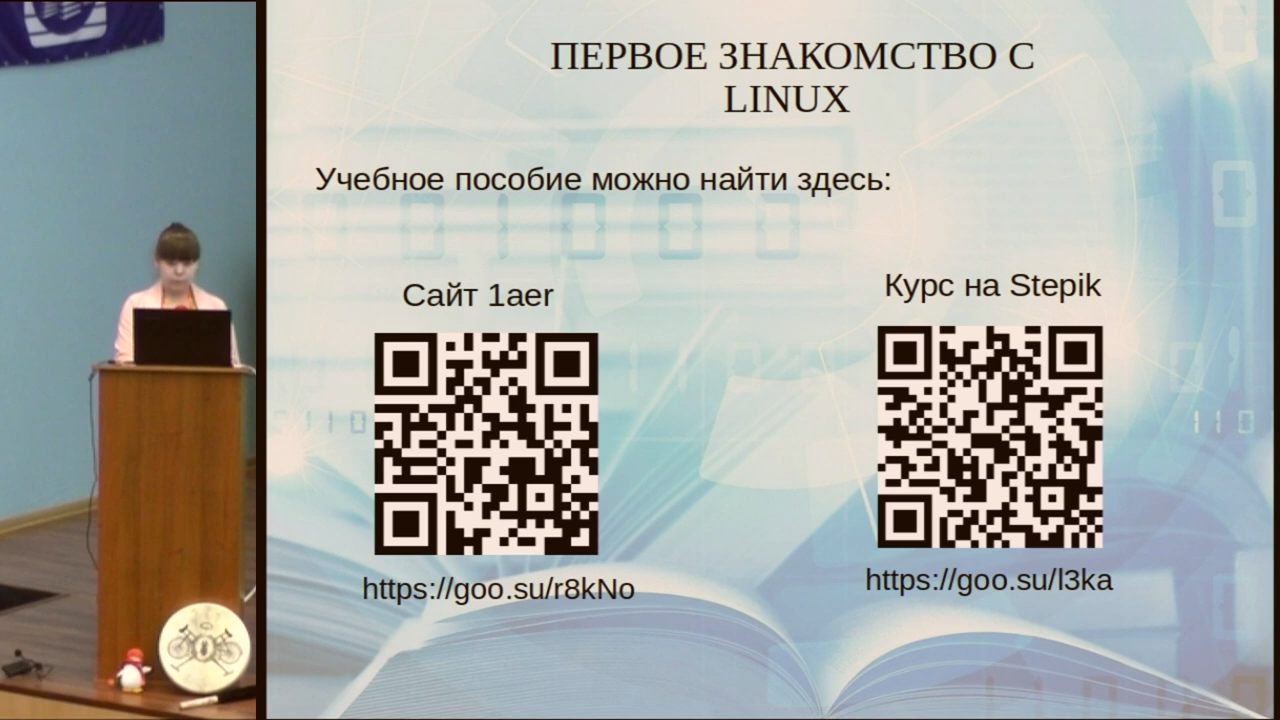 ПЕРВОЕ ЗНАКОМСТВО С
LINUX
Учебное пособие можно найти здесь:
Сайт 1aer
Курс на Stepik
https://goo.su/r8kNo
https://goo.su/l3ka